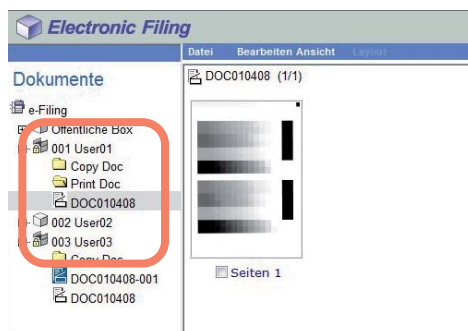 Electronic Filing
Datei Bearbeiten Ansicht Layout
Dokumente
DOC010408 (1/1)
e-Filing
Öffentliche Box
001 User01
Copy Doc
Print Doc
DOC010408
002 User02
003 User03
Copy Doc
DOC010408-001
DOC010408
Seiten 1